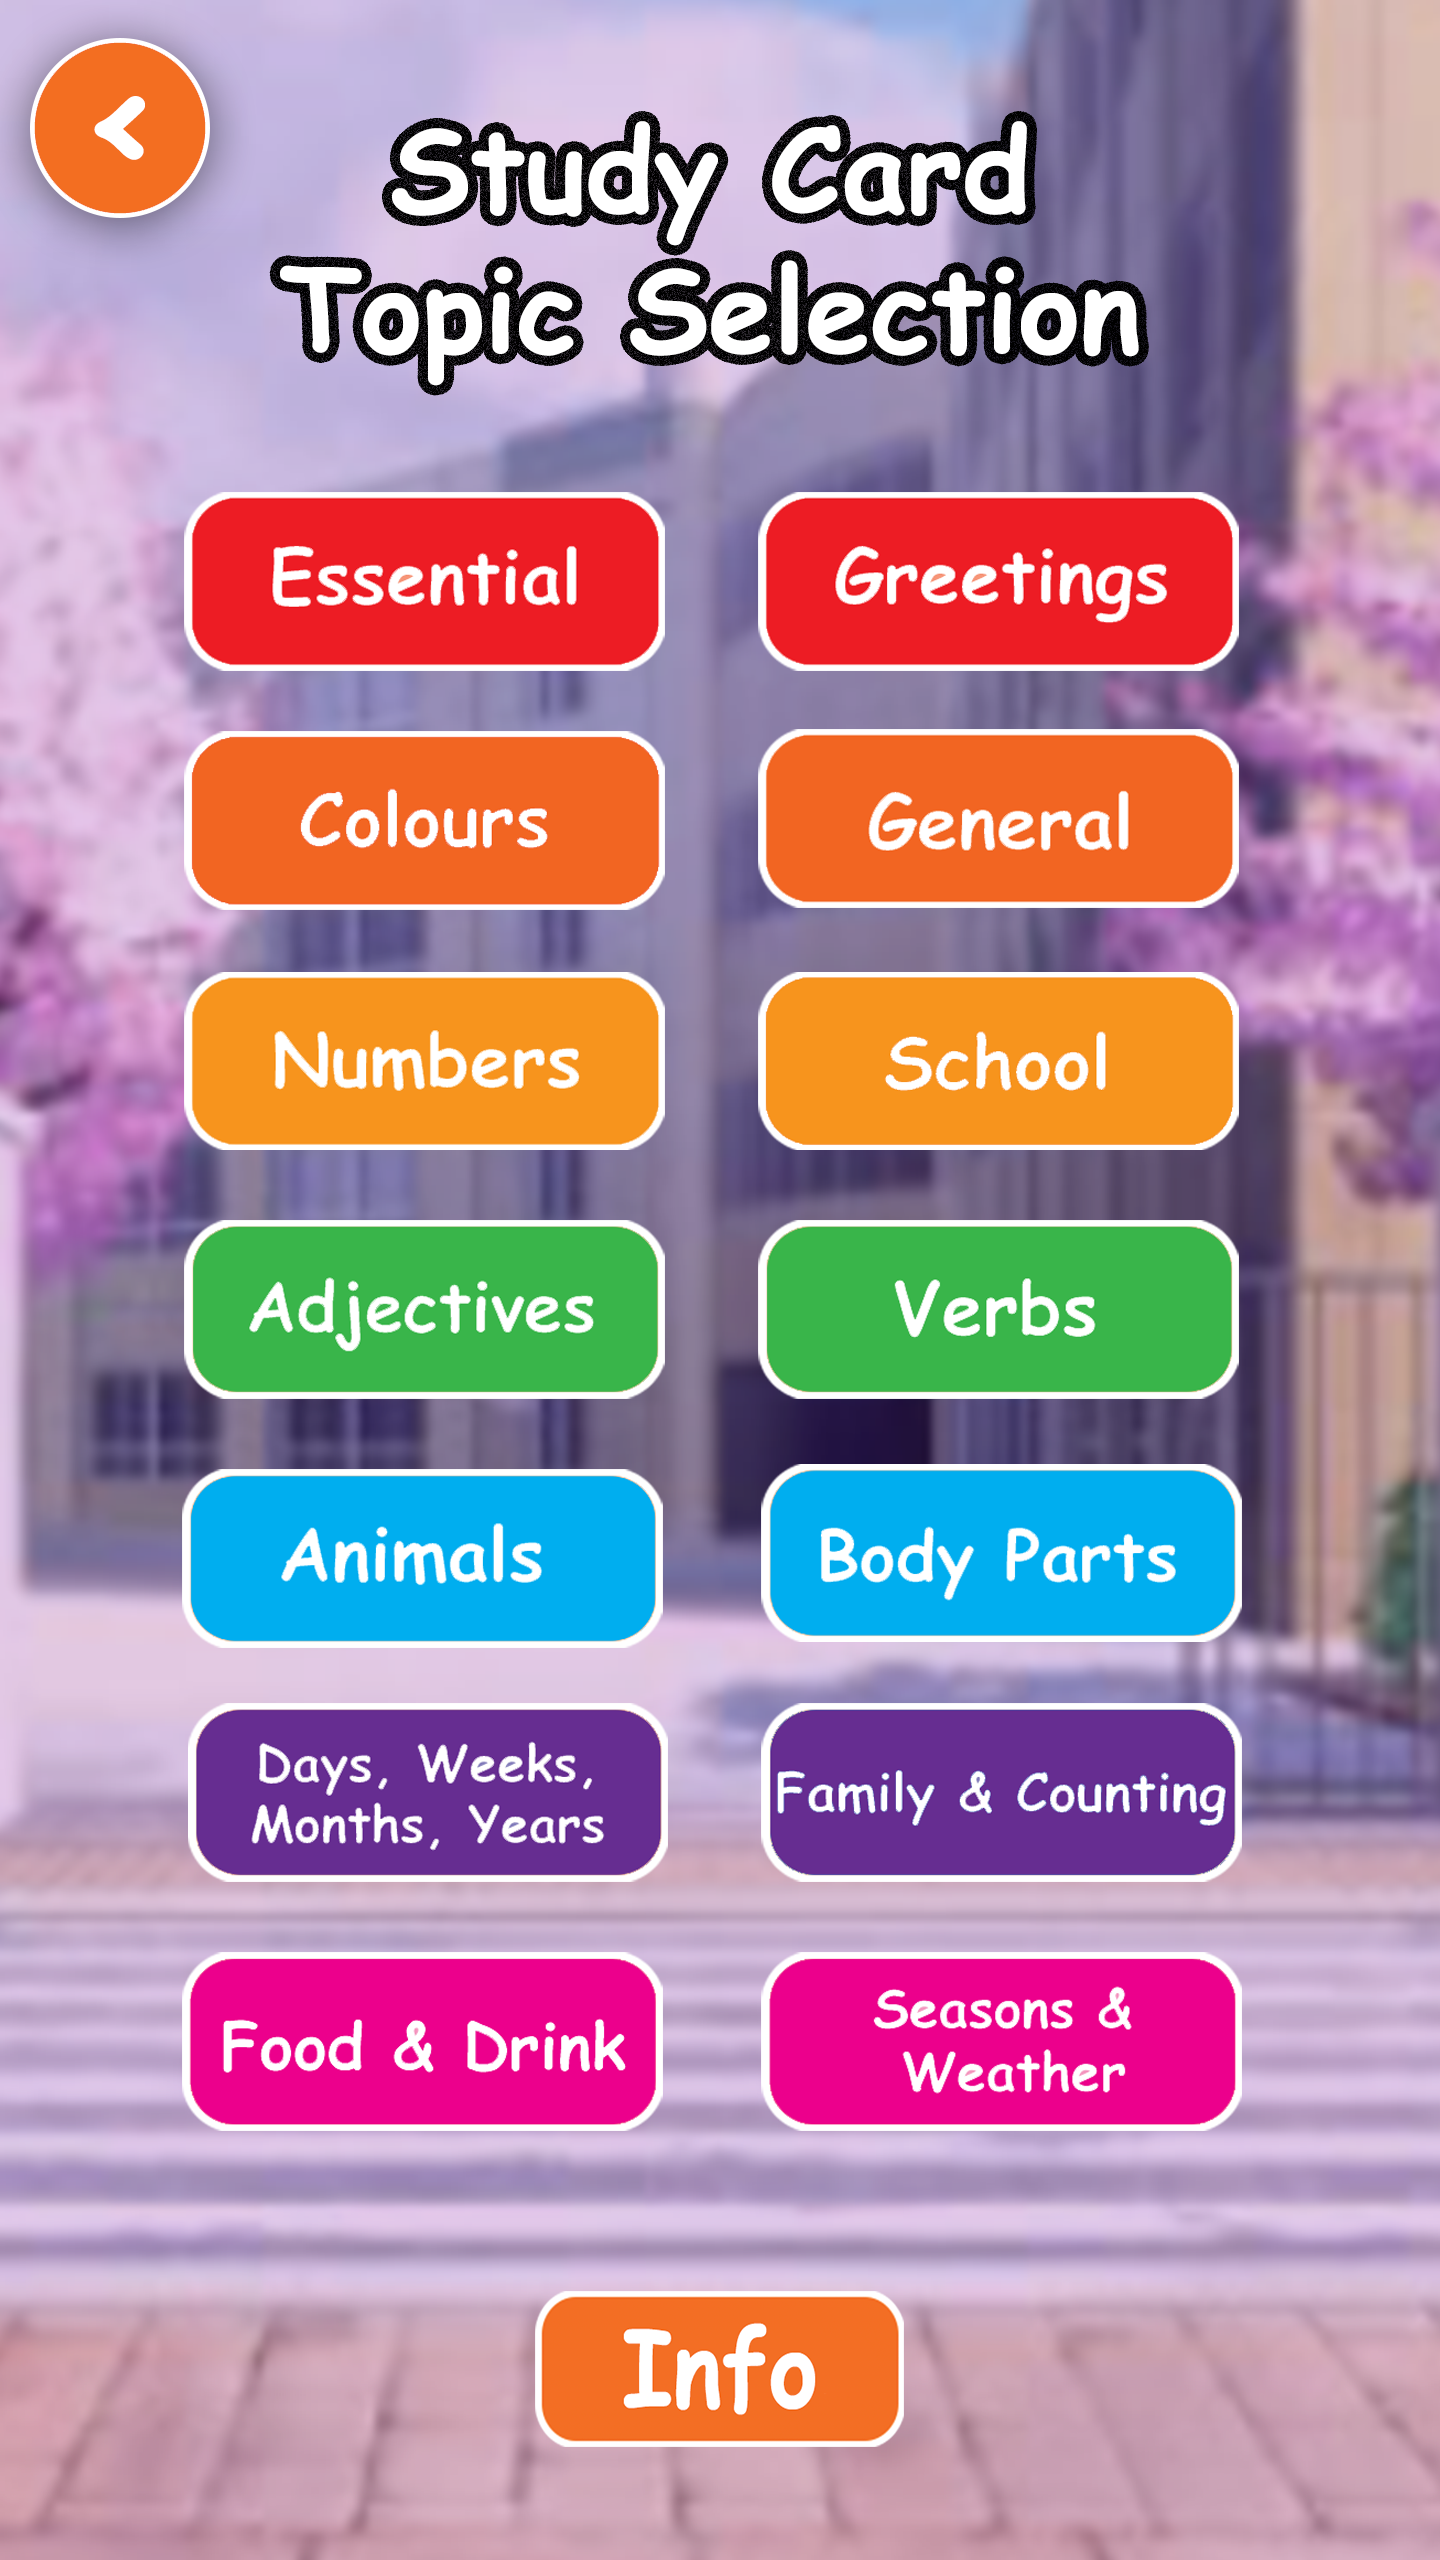 Study Card
Topic Selection
Essential
Greetings
Colours
General
Numbers
School
Adjectives
Verbs
Animals
Body Parts
Days, Weeks,
Months, Years
Family & Counting
Food & Drink
Seasons &
Weather
Info